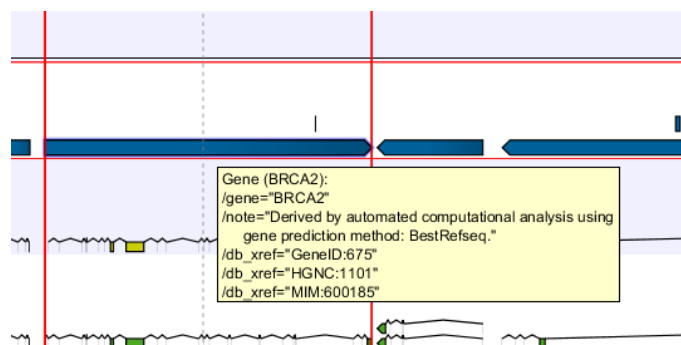 Gene (BRCA2):
/gene="BRCA2"
/note="Derived by automated computational analysis using
gene prediction method: BestRefseq."
/db_xref="GeneID:675"
/db_xref="HGNC:1101"
/db_xref="MIM:600185"